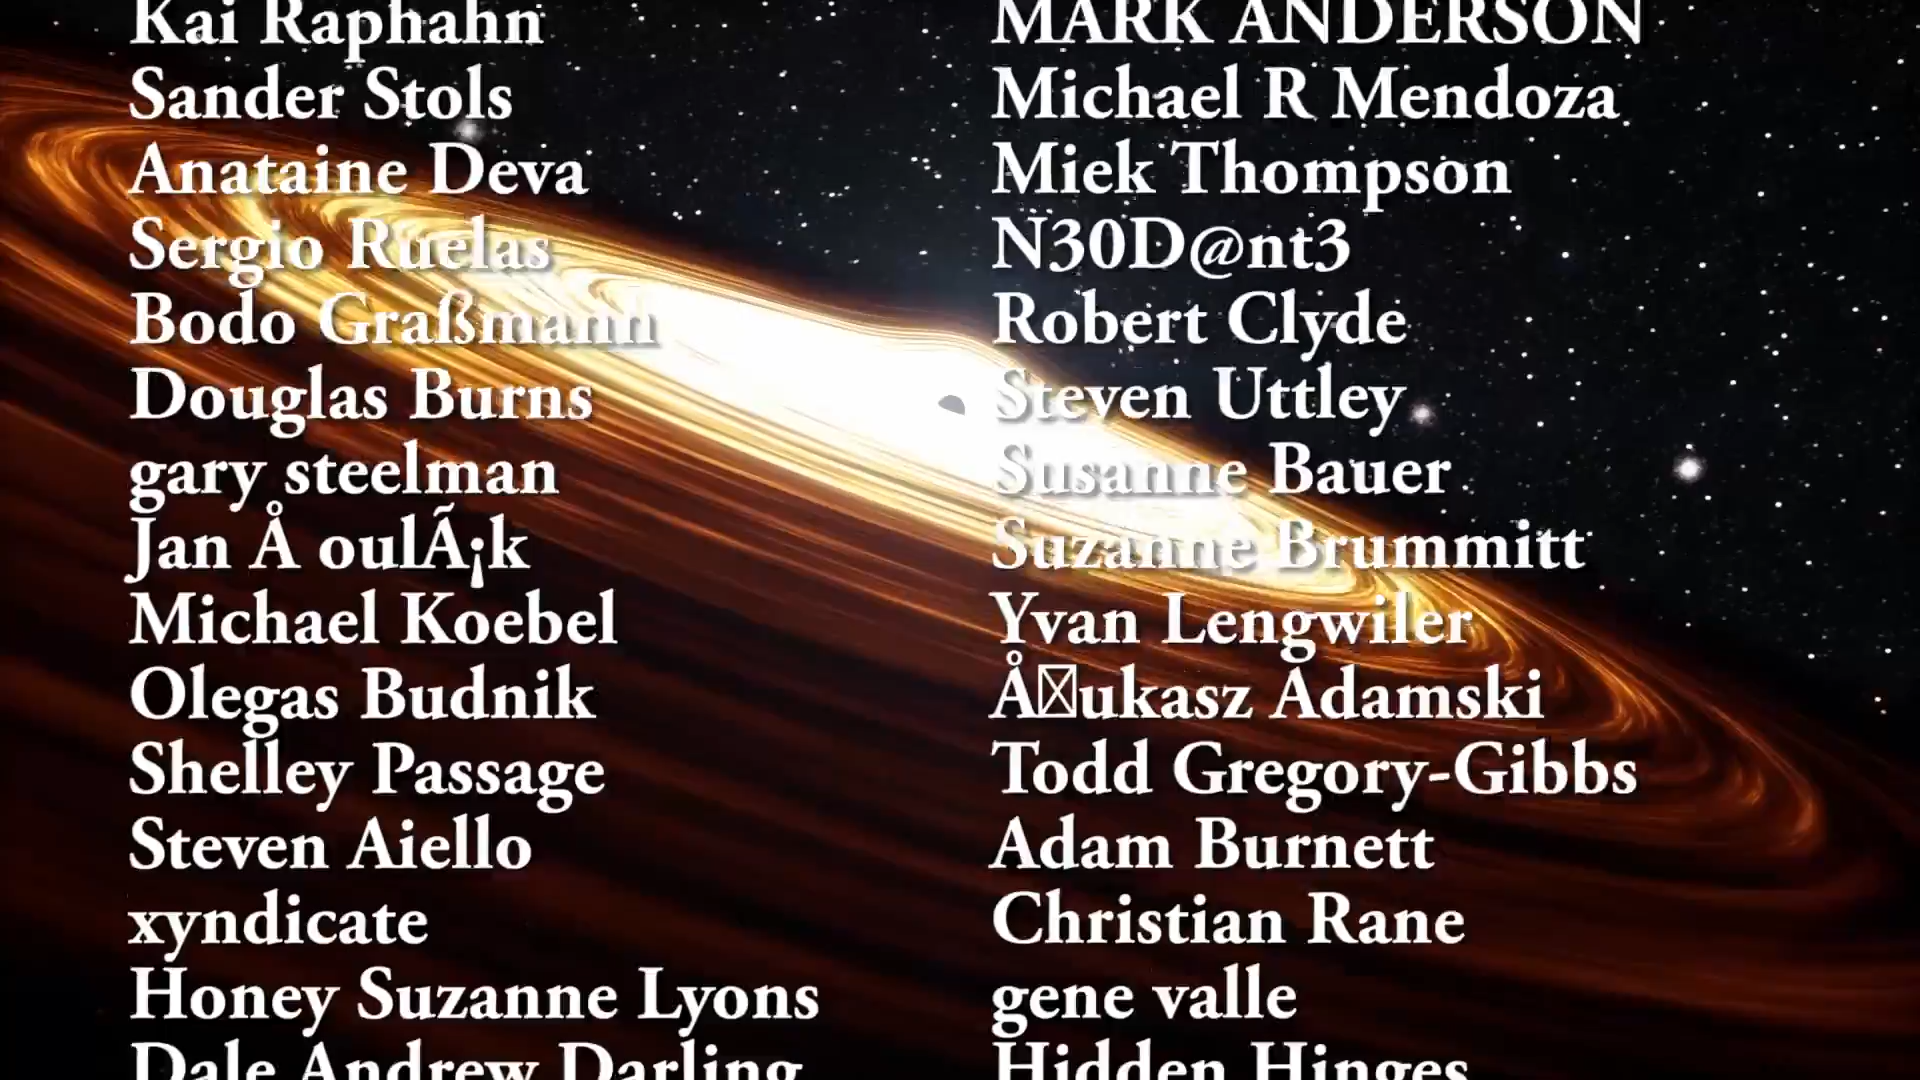 Kai Raphahn
Sander Stols
Anataine Deva
Sergio Ruelas
Bodo Graßmann
Douglas Burns
gary steelman
Jan Å oulÃ¡k
Michael Koebel
Olegas Budnik
Shelley Passage
Steven Aiello
xyndicate
Honey Suzanne Lyons
Dale Andrew Darling
MARK ANDERSON
Michael R Mendoza
Miek Thompson
N30D@nt3
Robert Clyde
Steven Uttley
Susanne Bauer
Suzanne Brummitt
Yvan Lengwiler
Å☒ukasz Adamski
Todd Gregory-Gibbs
Adam Burnett
Christian Rane
gene valle
Hidden Hinges